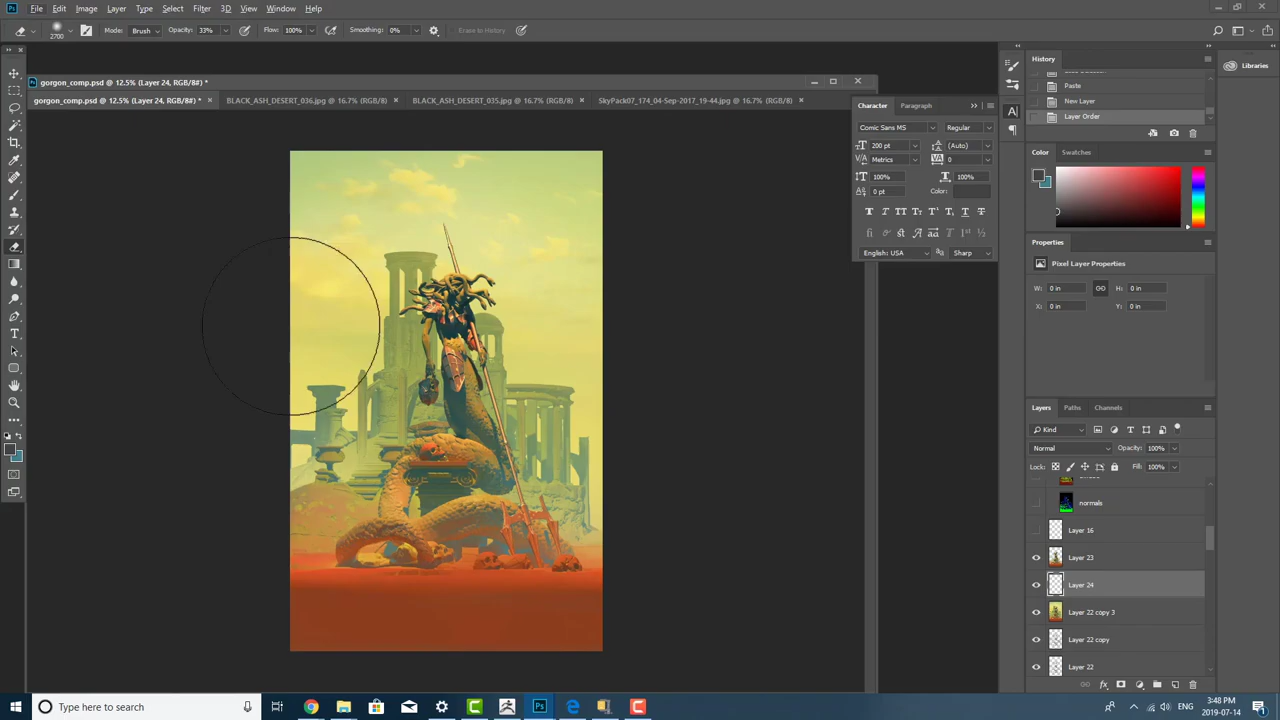 Ps File Edit Image Layer Type Select Filter 3D View Window Help
2700 Mode: Brush Opacity: 33% Flow: 100% Smoothing: 0% Erase to History
gorgon_comp.psd @ 12.5% (Layer 24, RGB/8#) *
gorgon_comp.psd @ 12.5% (Layer 24, RGB/8#) * × BLACK_ASH_DESERT_036.jpg @ 16.7% (RGB/8) × BLACK_ASH_DESERT_035.jpg @ 16.7% (RGB/8) × SkyPack07_174_04-Sep-2017_19-44.jpg @ 16.7% (RGB/8) ×
Character Paragraph
Comic Sans MS Regular
200 pt (Auto)
Metrics 0
100% 100%
0 pt Color:
English: USA Sharp
History
Paste
New Layer
Layer Order
Color Swatches
Properties
Pixel Layer Properties
W: 0 in H: 0 in
X: 0 in Y: 0 in
Layers Paths Channels
Kind
Normal Opacity: 100%
Lock: Fill: 100%
normals
Layer 16
Layer 23
Layer 24
Layer 22 copy 3
Layer 22 copy
Layer 22
Libraries
Type here to search
ENG
3:48 PM
2019-07-14